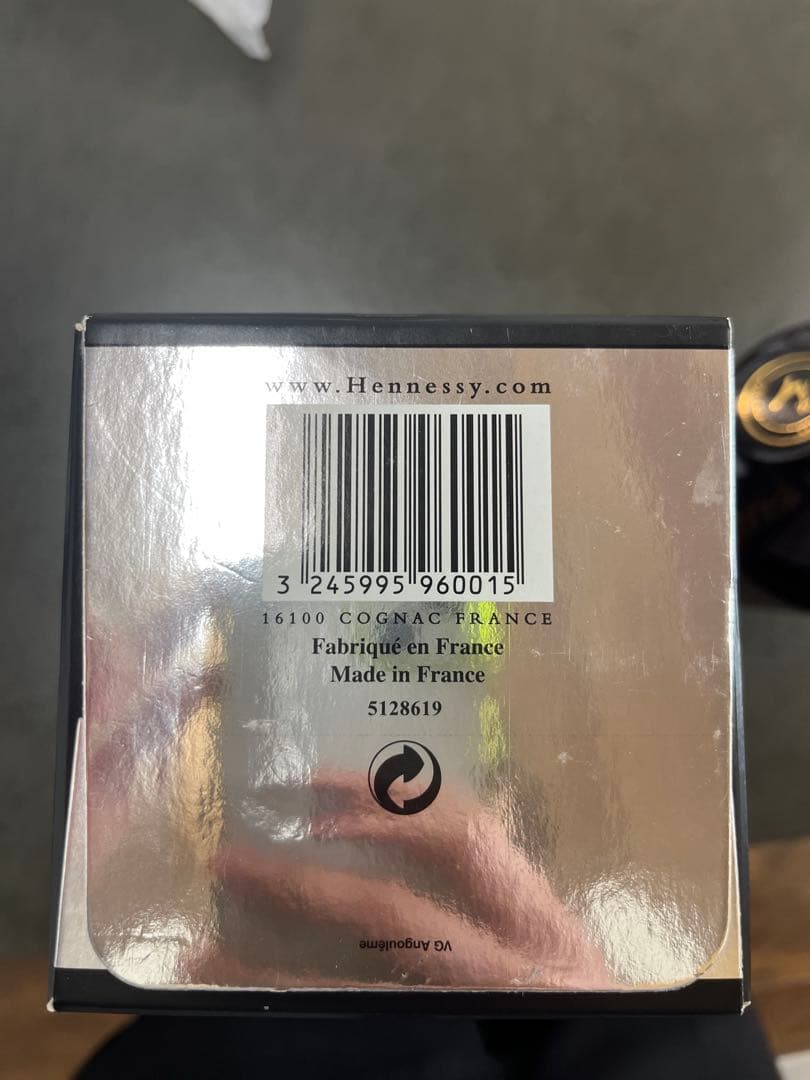 www.Hennessy.com
3 245995 960015
16100 COGNAC FRANCE
Fabriqué en France
Made in France
5128619
VG Angoulême